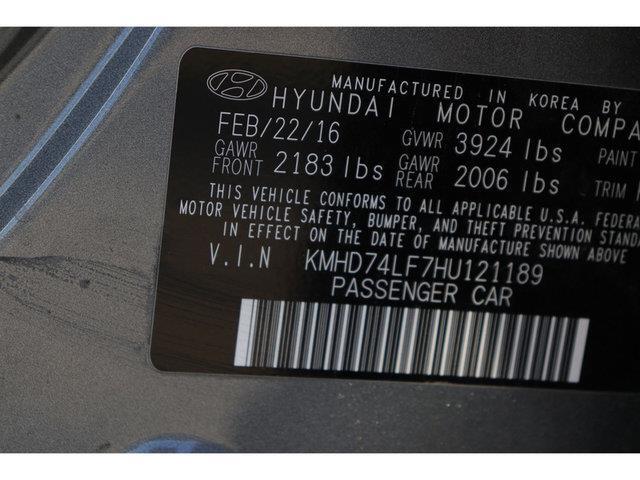 MANUFACTURED IN KOREA BY
HYUNDAI MOTOR COMPA
FEB/22/16 GVWR 3924 lbs PAINT
GAWR FRONT 2183 lbs GAWR REAR 2006 lbs TRIM
THIS VEHICLE CONFORMS TO ALL APPLICABLE U.S.A. FEDERA
MOTOR VEHICLE SAFETY, BUMPER, AND THEFT PREVENTION STAND
IN EFFECT ON THE DATE OF MANUFACTURE SHOWN ABOVE
V.I.N KMHD74LF7HU121189
PASSENGER CAR